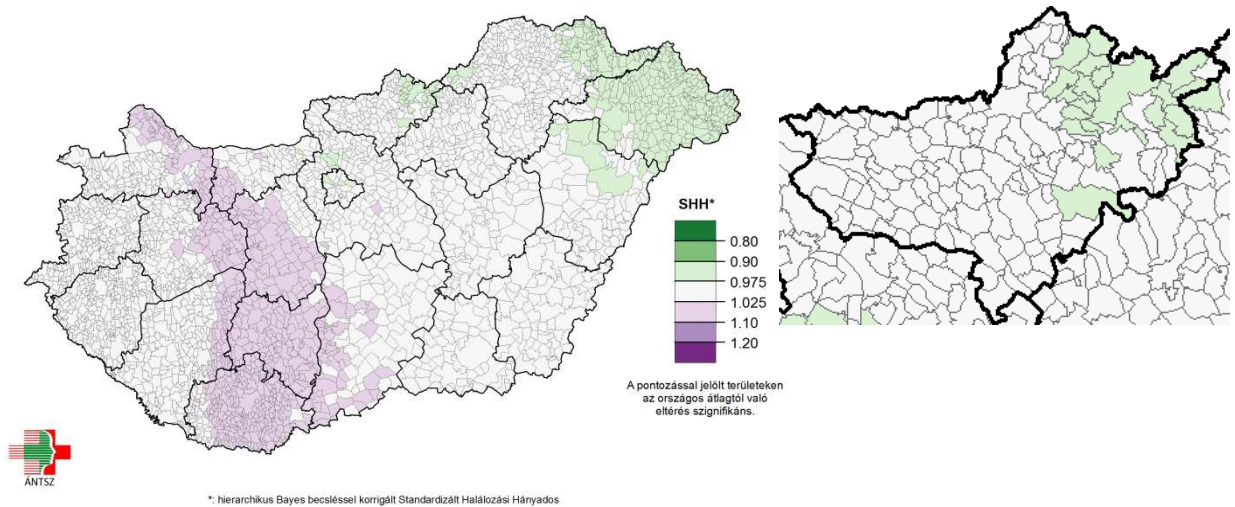 SHH*
0.80
0.90
0.975
1.025
1.10
1.20
A pontozással jelölt területeken
az országos átlagtól való
eltérés szignifikáns.
ÁNTSZ
*: hierarchikus Bayes becsléssel korrigált Standardizált Halálozási Hányados